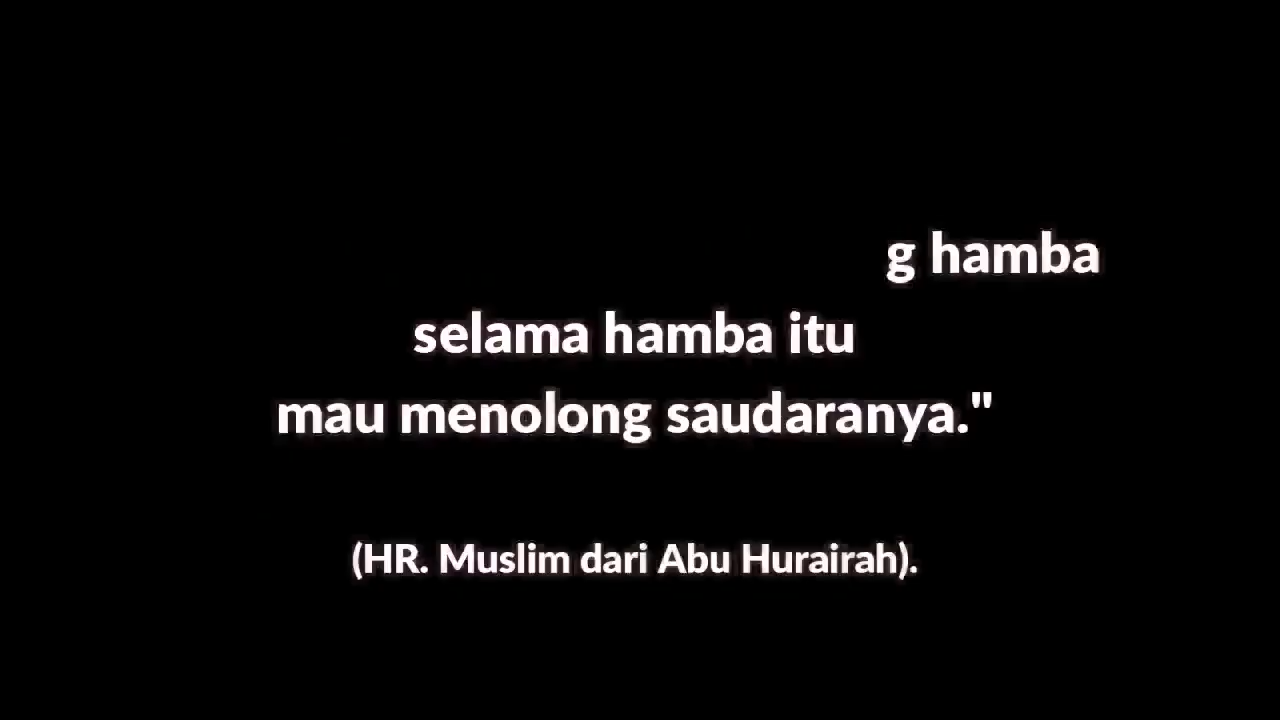 g hamba
selama hamba itu
mau menolong saudaranya."
(HR. Muslim dari Abu Hurairah).